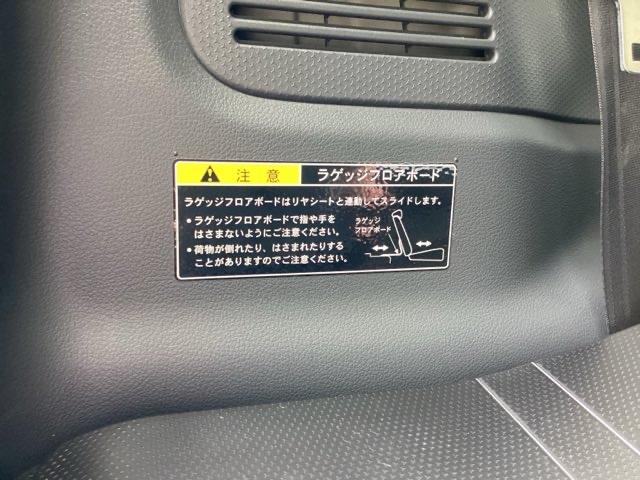 注意 ラゲッジフロアボード
ラゲッジフロアボードはリヤシートと連動してスライドします。
•ラゲッジフロアボードで指や手を
はさまないようにご注意ください。
•荷物が倒れたり、はさまれたりする
ことがありますのでご注意ください。
ラゲッジ
フロアボード